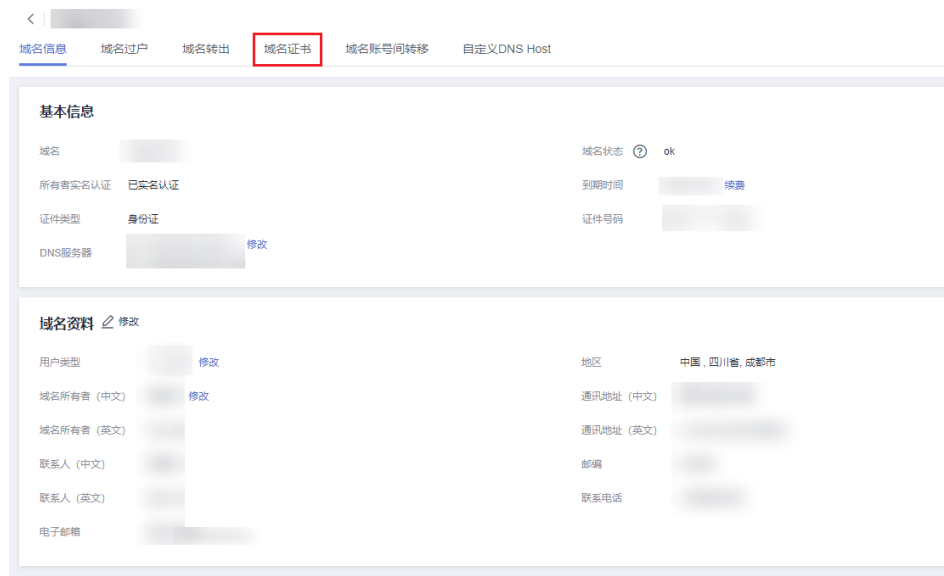 域名信息 域名过户 域名转出 域名证书 域名账号间转移 自定义DNS Host
基本信息
域名 域名状态 ? ok
所有者实名认证 已实名认证 到期时间 续费
证件类型 身份证 证件号码
DNS服务器 修改
域名资料 修改
用户类型 修改 地区 中国 , 四川省, 成都市
域名所有者（中文） 修改 通讯地址（中文）
域名所有者（英文） 通讯地址（英文）
联系人（中文） 邮编
联系人（英文） 联系电话
电子邮箱